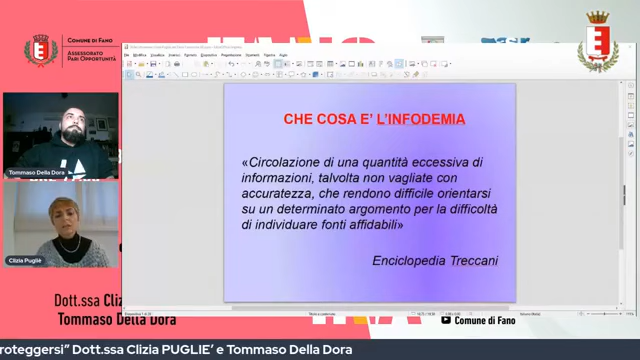 COMUNE DI FANO
ASSESSORATO
PARI OPPORTUNITÀ
CHE COSA E' L'INFODEMIA
«Circolazione di una quantità eccessiva di
informazioni, talvolta non vagliate con
accuratezza, che rendono difficile orientarsi
su un determinato argomento per la difficoltà
di individuare fonti affidabili»
Enciclopedia Treccani
Tommaso Della Dora
Clizia Pugliè
Dott.ssa Cliz
Tommaso Della Dora
Comune di Fano
roteggersi” Dott.ssa Clizia PUGLIE' e Tommaso Della Dora